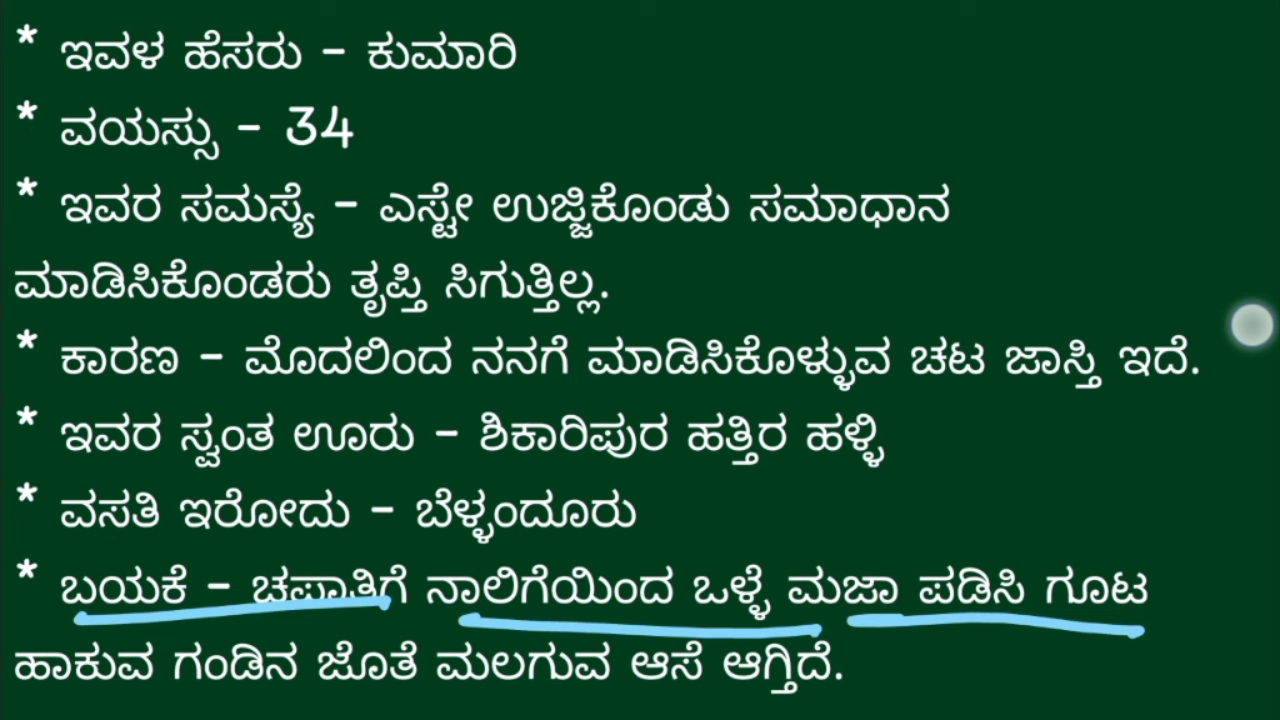 * ಇವಳ ಹೆಸರು - ಕುಮಾರಿ
* ವಯಸ್ಸು - 34
* ಇವರ ಸಮಸ್ಯೆ - ಎಸ್ಟೇ ಉಜ್ಜಿಕೊಂಡು ಸಮಾಧಾನ
ಮಾಡಿಸಿಕೊಂಡರು ತೃಪ್ತಿ ಸಿಗುತ್ತಿಲ್ಲ.
* ಕಾರಣ - ಮೊದಲಿಂದ ನನಗೆ ಮಾಡಿಸಿಕೊಳ್ಳುವ ಚಟ ಜಾಸ್ತಿ ಇದೆ.
* ಇವರ ಸ್ವಂತ ಊರು - ಶಿಕಾರಿಪುರ ಹತ್ತಿರ ಹಳ್ಳಿ
* ವಸತಿ ಇರೋದು - ಬೆಳ್ಳಂದೂರು
* ಬಯಕೆ - ಚಪಾತಿಗೆ ನಾಲಿಗೆಯಿಂದ ಒಳ್ಳೆ ಮಜಾ ಪಡಿಸಿ ಗೂಟ
ಹಾಕುವ ಗಂಡಿನ ಜೊತೆ ಮಲಗುವ ಆಸೆ ಆಗ್ತಿದೆ.